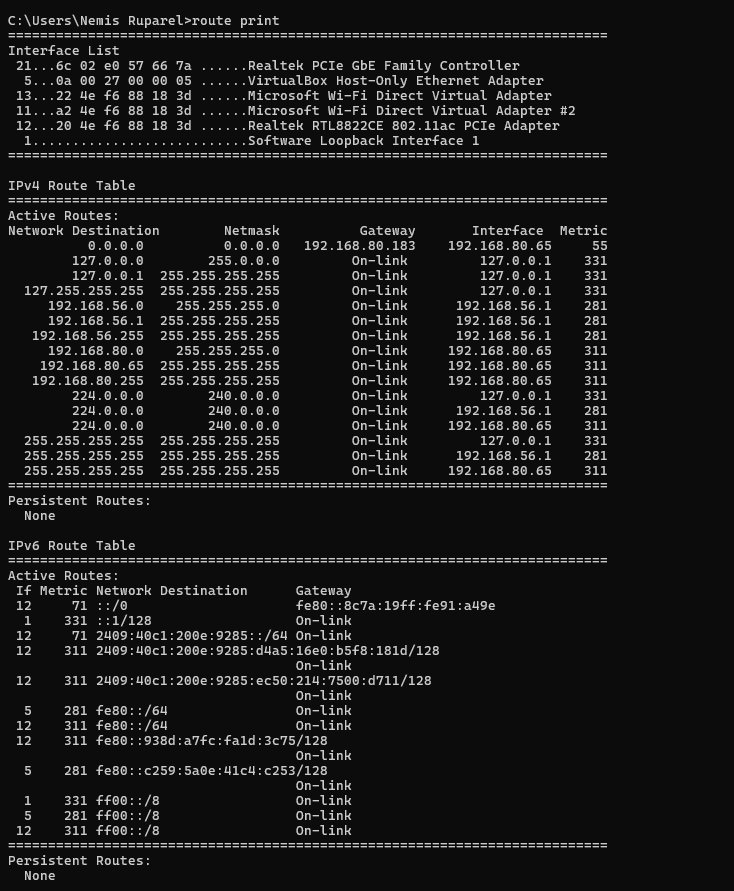 C:\Users\Nemis Ruparel>route print
===========================================================================
Interface List
 21...6c 02 e0 57 66 7a ......Realtek PCIe GbE Family Controller
  5...0a 00 27 00 00 05 ......VirtualBox Host-Only Ethernet Adapter
 13...22 4e f6 88 18 3d ......Microsoft Wi-Fi Direct Virtual Adapter
 11...a2 4e f6 88 18 3d ......Microsoft Wi-Fi Direct Virtual Adapter #2
 12...20 4e f6 88 18 3d ......Realtek RTL8822CE 802.11ac PCIe Adapter
  1...........................Software Loopback Interface 1
===========================================================================
IPv4 Route Table
===========================================================================
Active Routes:
Network Destination        Netmask          Gateway       Interface  Metric
          0.0.0.0          0.0.0.0   192.168.80.183    192.168.80.65     55
        127.0.0.0        255.0.0.0         On-link         127.0.0.1    331
        127.0.0.1  255.255.255.255         On-link         127.0.0.1    331
  127.255.255.255  255.255.255.255         On-link         127.0.0.1    331
     192.168.56.0    255.255.255.0         On-link      192.168.56.1    281
     192.168.56.1  255.255.255.255         On-link      192.168.56.1    281
   192.168.56.255  255.255.255.255         On-link      192.168.56.1    281
     192.168.80.0    255.255.255.0         On-link     192.168.80.65    311
    192.168.80.65  255.255.255.255         On-link     192.168.80.65    311
   192.168.80.255  255.255.255.255         On-link     192.168.80.65    311
        224.0.0.0        240.0.0.0         On-link         127.0.0.1    331
        224.0.0.0        240.0.0.0         On-link      192.168.56.1    281
        224.0.0.0        240.0.0.0         On-link     192.168.80.65    311
  255.255.255.255  255.255.255.255         On-link         127.0.0.1    331
  255.255.255.255  255.255.255.255         On-link      192.168.56.1    281
  255.255.255.255  255.255.255.255         On-link     192.168.80.65    311
===========================================================================
Persistent Routes:
  None
IPv6 Route Table
===========================================================================
Active Routes:
 If Metric Network Destination      Gateway
 12     71 ::/0                     fe80::8c7a:19ff:fe91:a49e
  1    331 ::1/128                  On-link
 12     71 2409:40c1:200e:9285::/64 On-link
 12    311 2409:40c1:200e:9285:d4a5:16e0:b5f8:181d/128
                                    On-link
 12    311 2409:40c1:200e:9285:ec50:214:7500:d711/128
                                    On-link
  5    281 fe80::/64                On-link
 12    311 fe80::/64                On-link
 12    311 fe80::938d:a7fc:fa1d:3c75/128
                                    On-link
  5    281 fe80::c259:5a0e:41c4:c253/128
                                    On-link
  1    331 ff00::/8                 On-link
  5    281 ff00::/8                 On-link
 12    311 ff00::/8                 On-link
===========================================================================
Persistent Routes:
  None